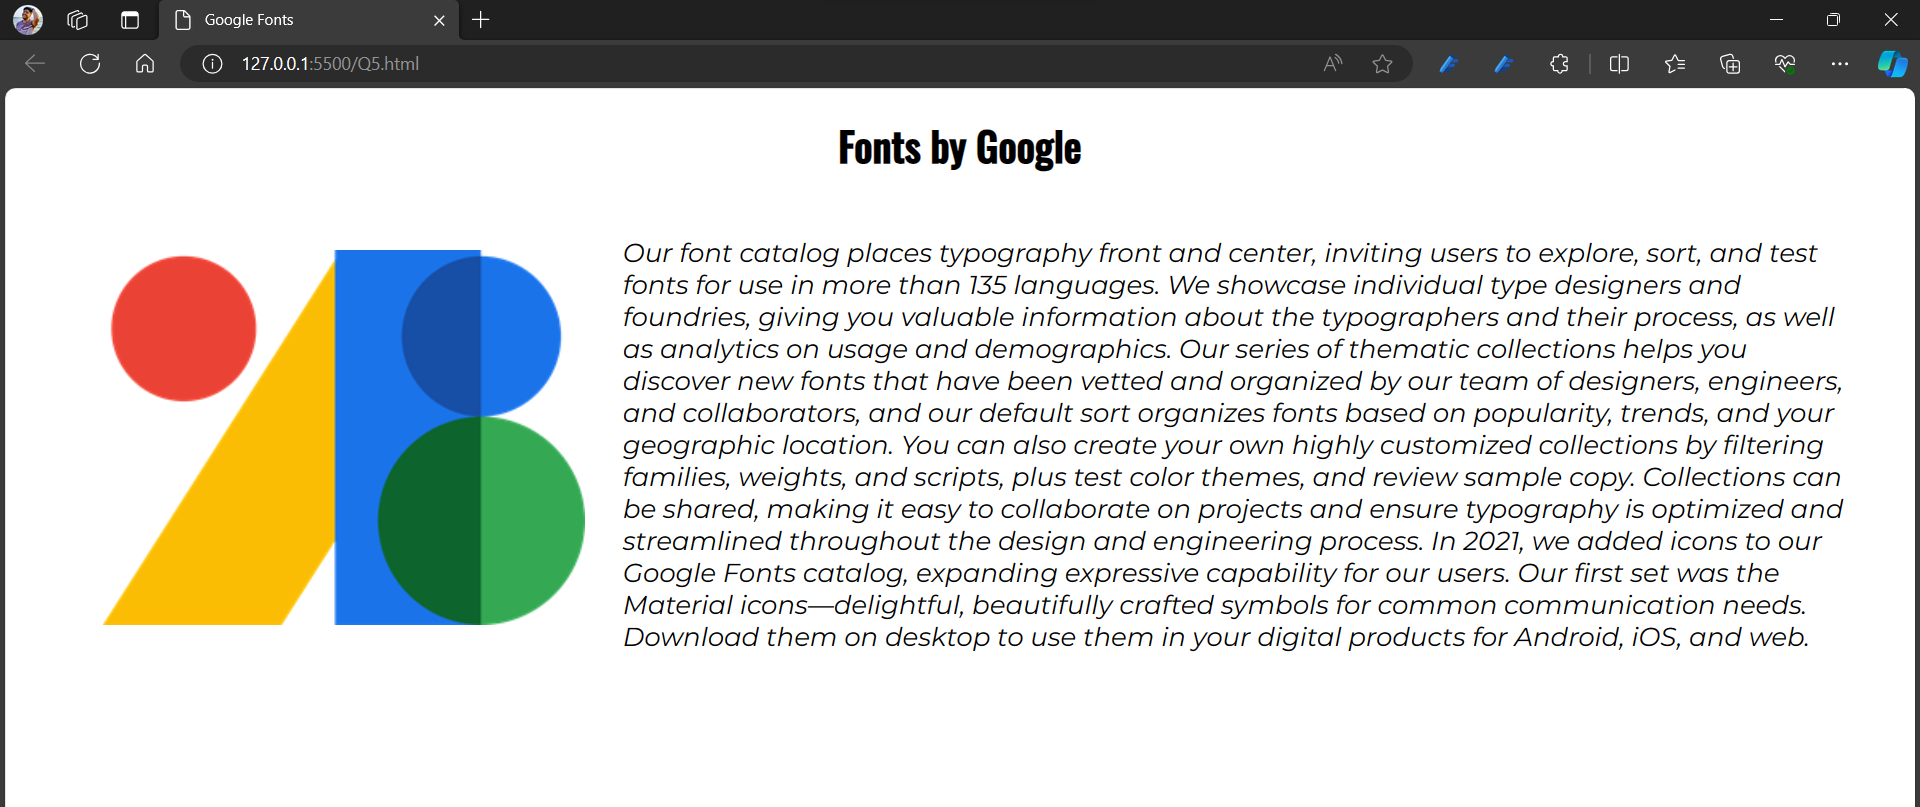 Google Fonts
127.0.0.1:5500/Q5.html
Fonts by Google
Our font catalog places typography front and center, inviting users to explore, sort, and test
fonts for use in more than 135 languages. We showcase individual type designers and
foundries, giving you valuable information about the typographers and their process, as well
as analytics on usage and demographics. Our series of thematic collections helps you
discover new fonts that have been vetted and organized by our team of designers, engineers,
and collaborators, and our default sort organizes fonts based on popularity, trends, and your
geographic location. You can also create your own highly customized collections by filtering
families, weights, and scripts, plus test color themes, and review sample copy. Collections can
be shared, making it easy to collaborate on projects and ensure typography is optimized and
streamlined throughout the design and engineering process. In 2021, we added icons to our
Google Fonts catalog, expanding expressive capability for our users. Our first set was the
Material icons—delightful, beautifully crafted symbols for common communication needs.
Download them on desktop to use them in your digital products for Android, iOS, and web.